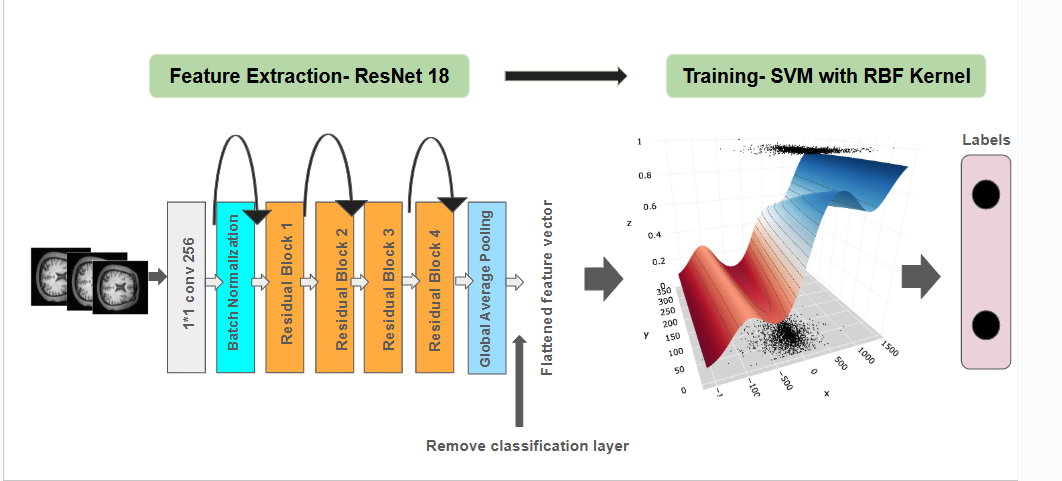 Feature Extraction- ResNet 18
Training- SVM with RBF Kernel
1*1 conv 256
Batch Normalization
Residual Block 1
Residual Block 2
Residual Block 3
Residual Block 4
Global Average Pooling
Flattened feature vector
Remove classification layer
1
0.8
0.6
0.4
0.2
0
z
350
300
250
200
150
100
50
0
y
−500
0
500
1000
1500
x
Labels